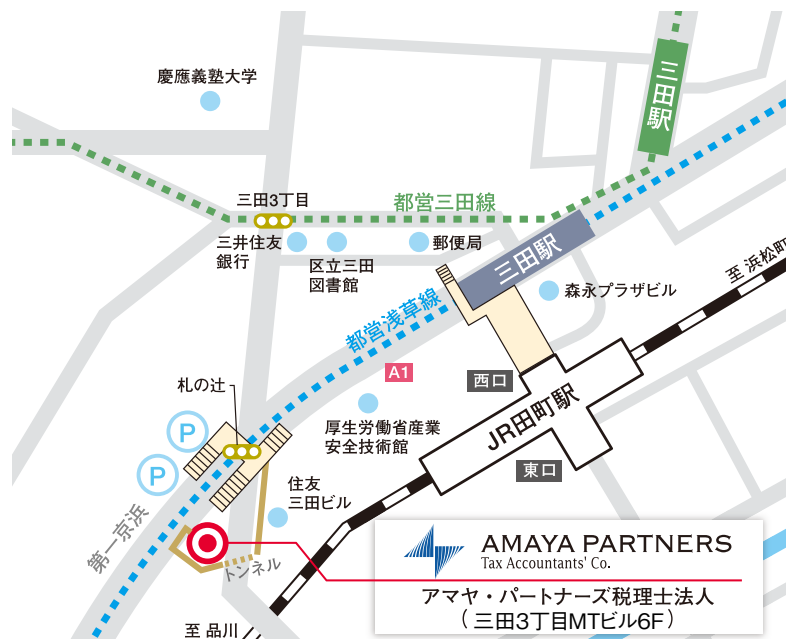 慶應義塾大学
三田駅
三田3丁目
都営三田線
三井住友
銀行
区立三田
図書館
郵便局
三田駅
至 浜松町
森永プラザビル
都営浅草線
A1
西口
札の辻
JR田町駅
厚生労働省産業
安全技術館
東口
P
P
住友
三田ビル
第一京浜
トンネル
至 品川
AMAYA PARTNERS
Tax Accountants' Co.
アマヤ・パートナーズ税理士法人
(三田3丁目MTビル6F)